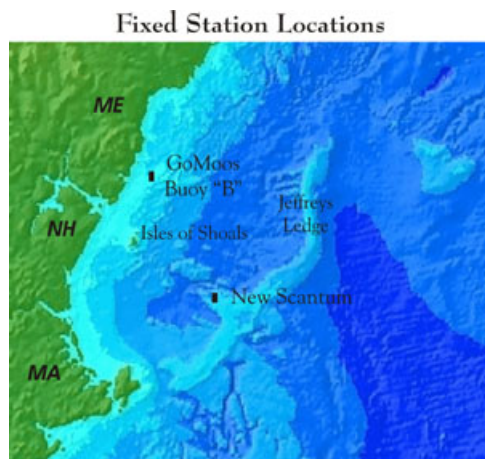 Fixed Station Locations
ME
GoMoos
Buoy "B"
Jeffreys
Ledge
NH
Isles of Shoals
New Scantum
MA